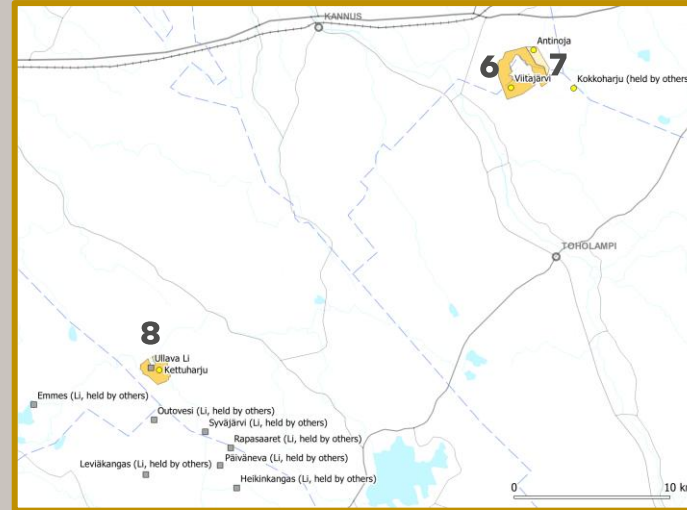 KANNUS
Antinoja
6
7
Viitajärvi
Kokkoharju (held by others
TOHOLAMPI
8
Ullava Li
Kettuharju
Emmes (Li, held by others)
Outovesi (Li, held by others)
Syväjärvi (Li, held by others)
Rapasaaret (Li, held by others)
Leviäkangas (Li, held by others)
Päiväneva (Li, held by others)
Heikinkangas (Li, held by others)
0 10 km